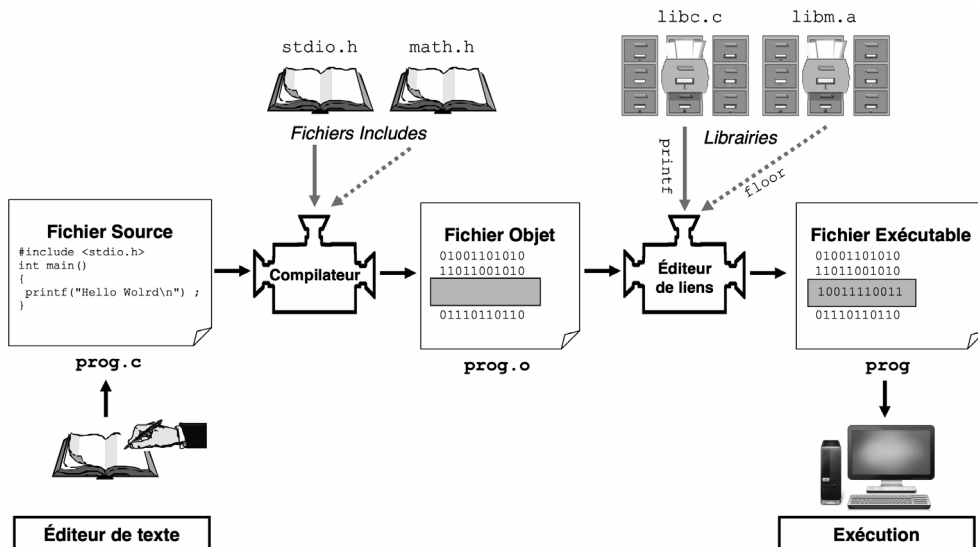 libc.c
libm.a
stdio.h
math.h
Fichiers Includes
Librairies
printf
floor
Fichier Source
#include <stdio.h>
int main()
{
printf("Hello Wolrd\n") ;
}
prog.c
Compilateur
Fichier Objet
01001101010
11011001010
01110110110
prog.o
Éditeur
de liens
Fichier Exécutable
01001101010
11011001010
10011110011
01110110110
prog
Éditeur de texte
Exécution